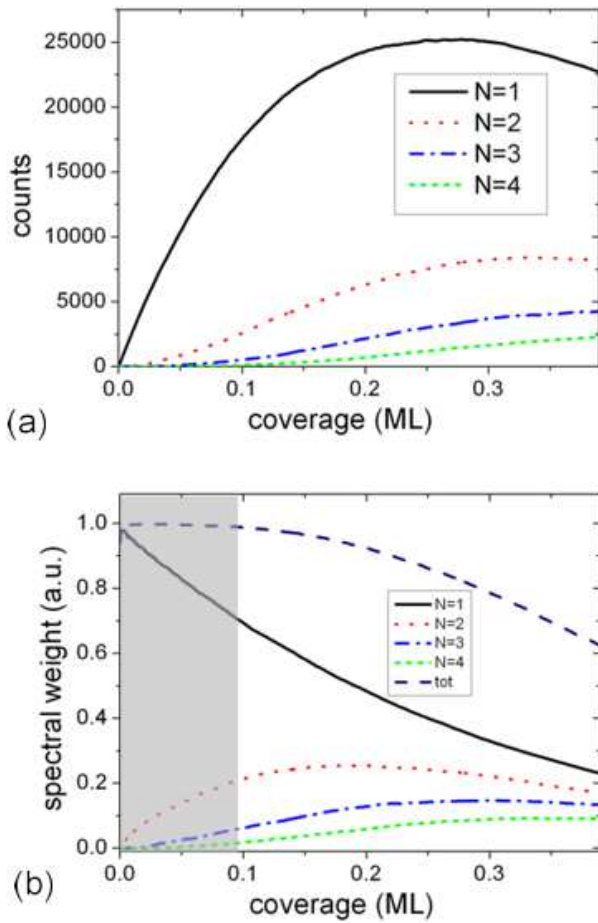 25000
20000
15000
10000
5000
0
counts
N=1
N=2
N=3
N=4
0.0 0.1 0.2 0.3
coverage (ML)
(a)
1.0
0.8
0.6
0.4
0.2
0.0
spectral weight (a.u.)
N=1
N=2
N=3
N=4
tot
0.0 0.1 0.2 0.3
coverage (ML)
(b)